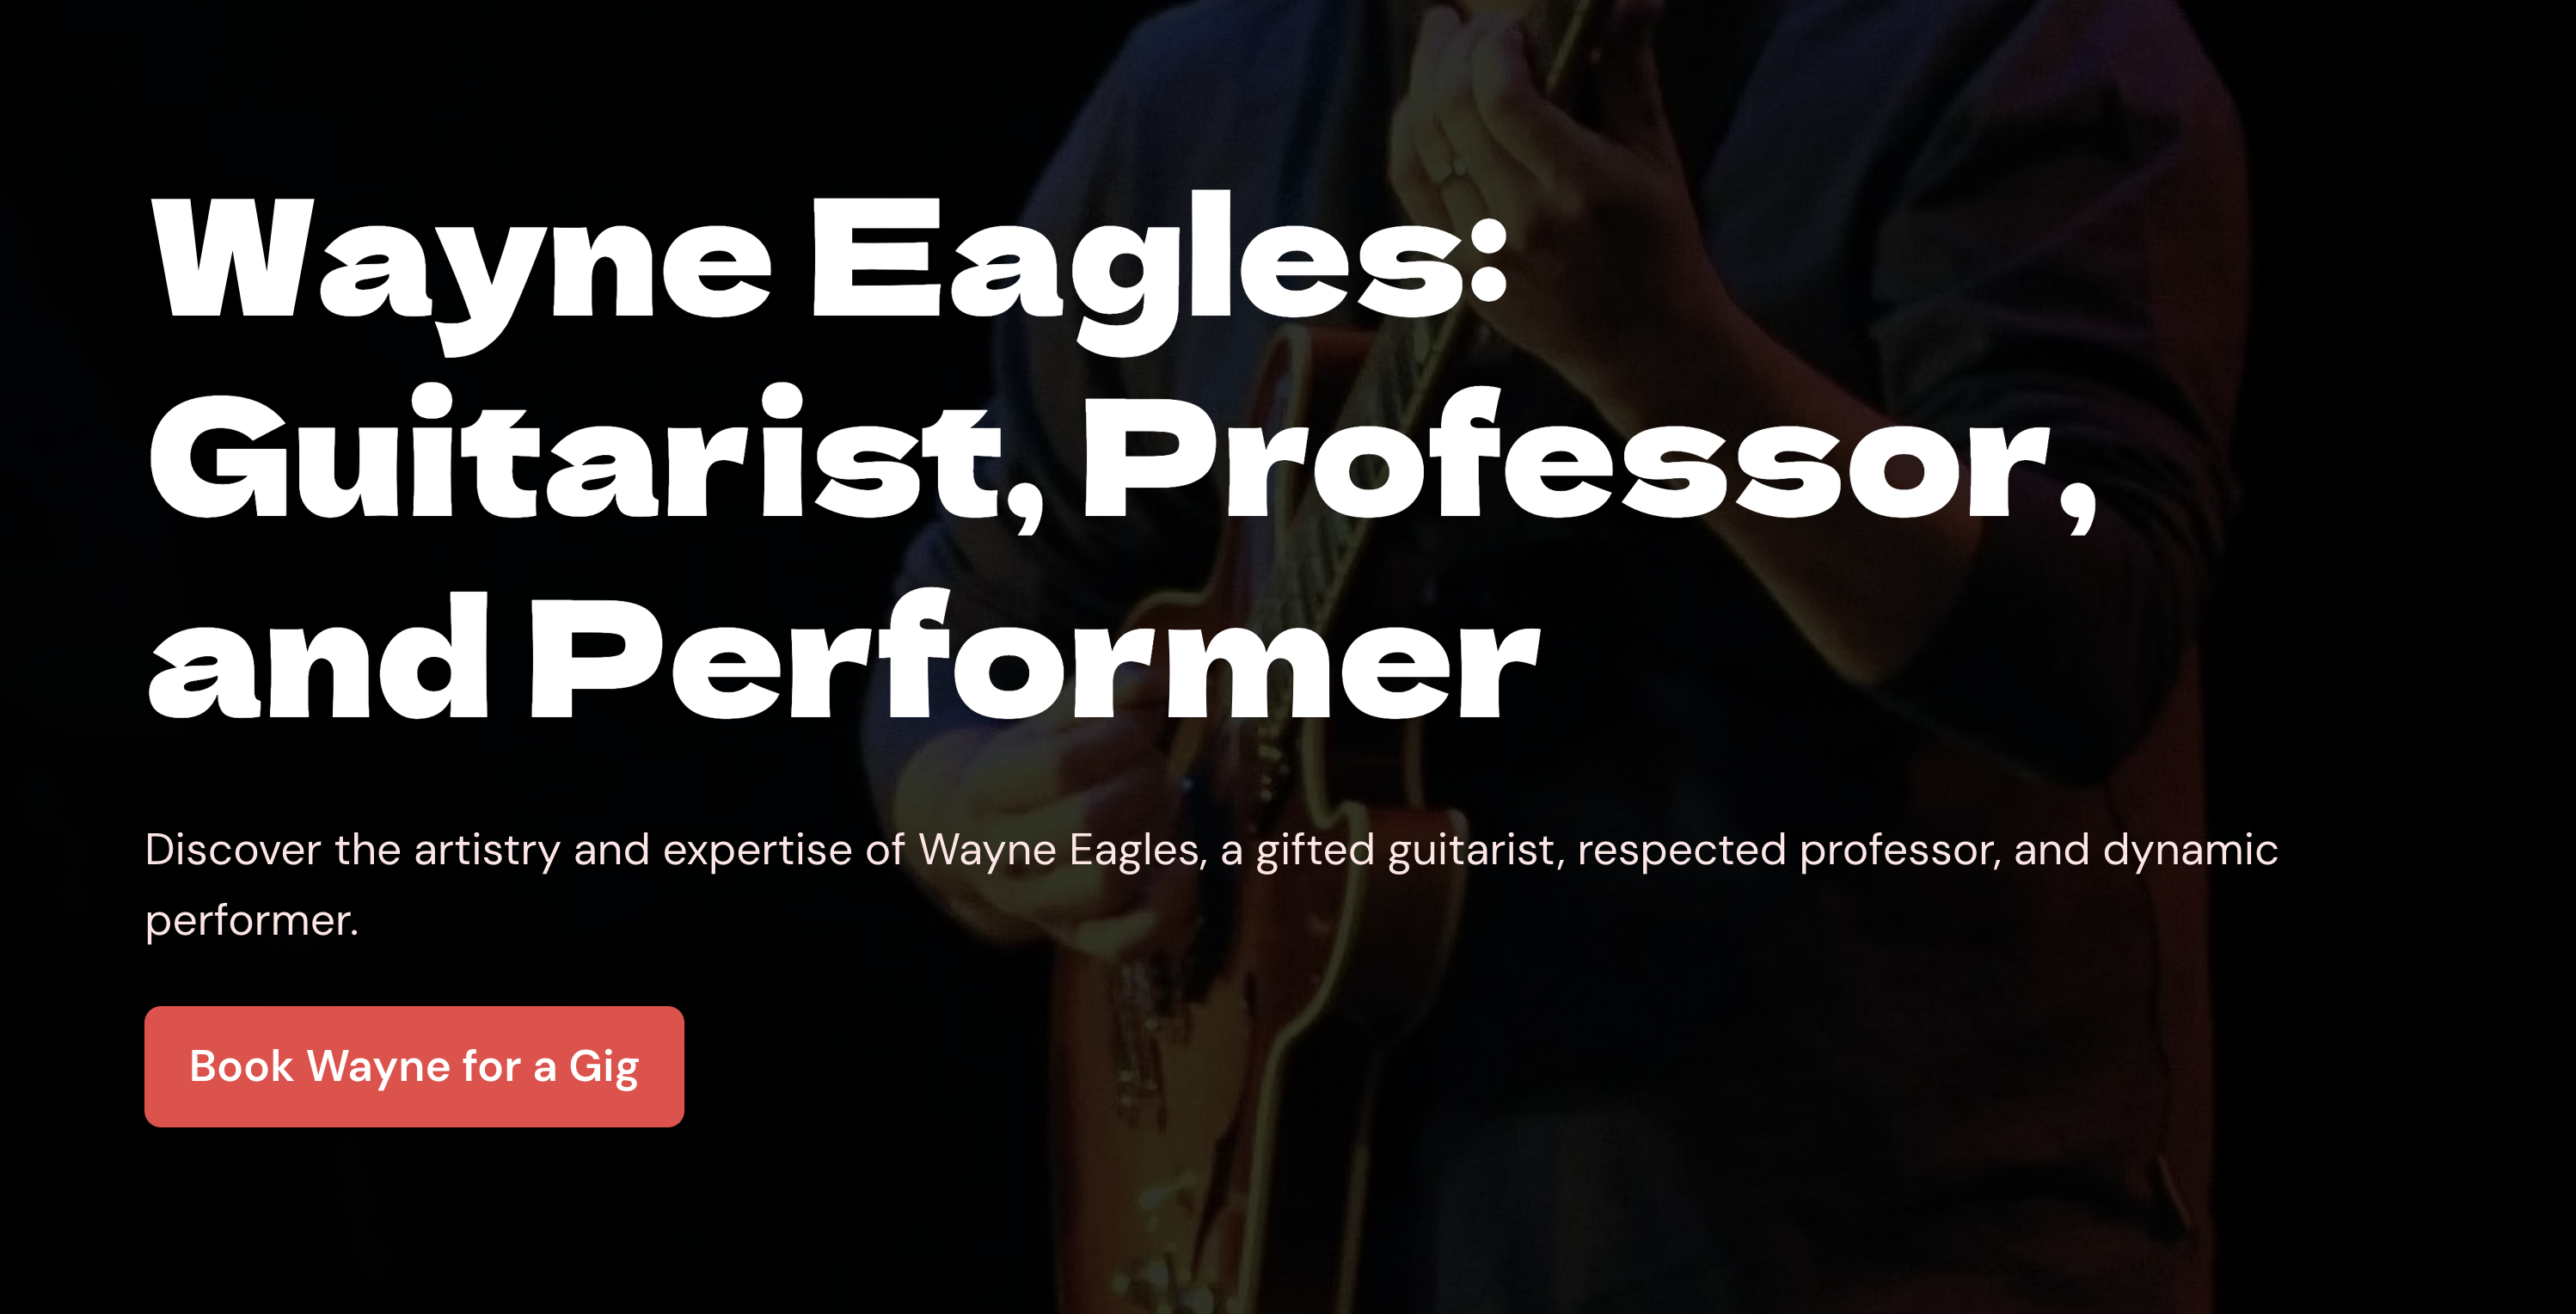 Wayne Eagles:
Guitarist, Professor,
and Performer
Discover the artistry and expertise of Wayne Eagles, a gifted guitarist, respected professor, and dynamic
performer.
Book Wayne for a Gig